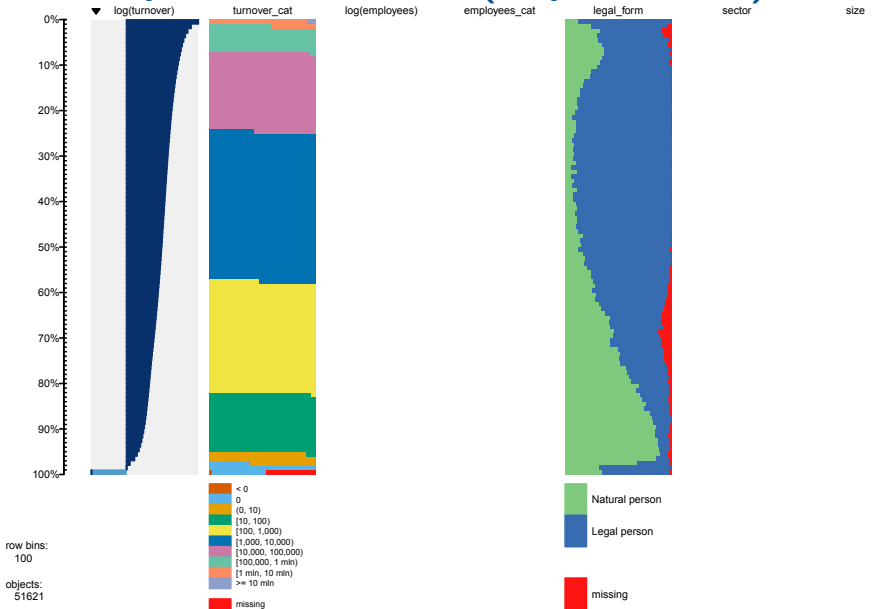 log(turnover) turnover_cat log(employees) employees_cat legal_form sector size
0%
10%
20%
30%
40%
50%
60%
70%
80%
90%
100%
< 0
0
(0, 10)
[10, 100)
[100, 1,000)
[1,000, 10,000)
[10,000, 100,000)
[100,000, 1 mln)
[1 mln, 10 mln)
>= 10 mln
missing
Natural person
Legal person
missing
row bins:
100
objects:
51621